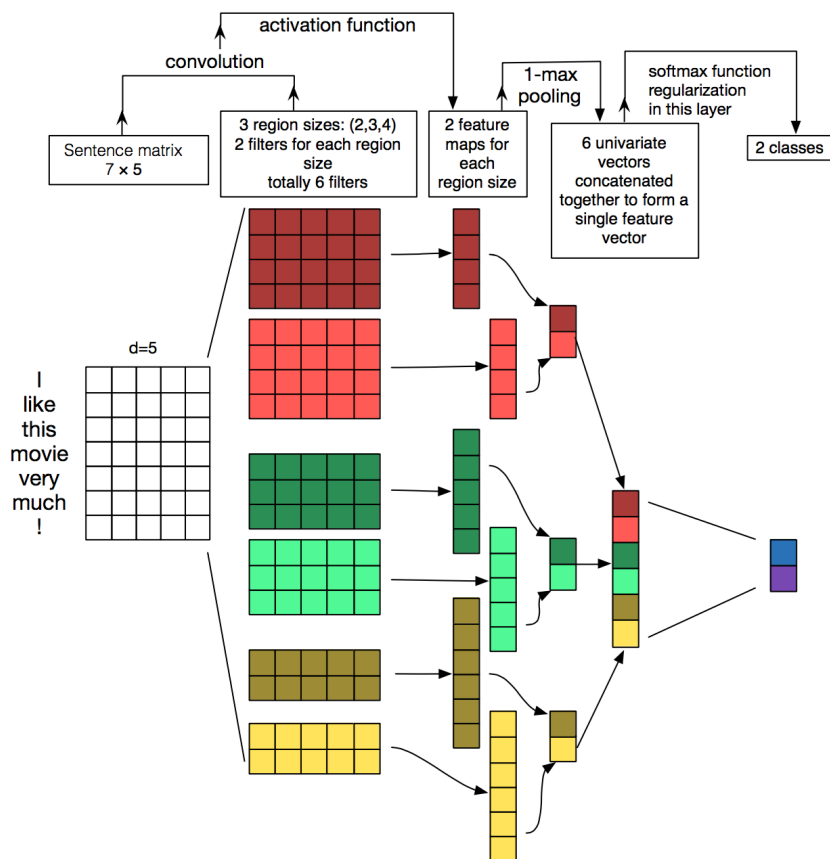 activation function
convolution
1-max
pooling
softmax function
regularization
in this layer
Sentence matrix
7 × 5
3 region sizes: (2,3,4)
2 filters for each region
size
totally 6 filters
2 feature
maps for
each
region size
6 univariate
vectors
concatenated
together to form a
single feature
vector
2 classes
d=5
I
like
this
movie
very
much
!